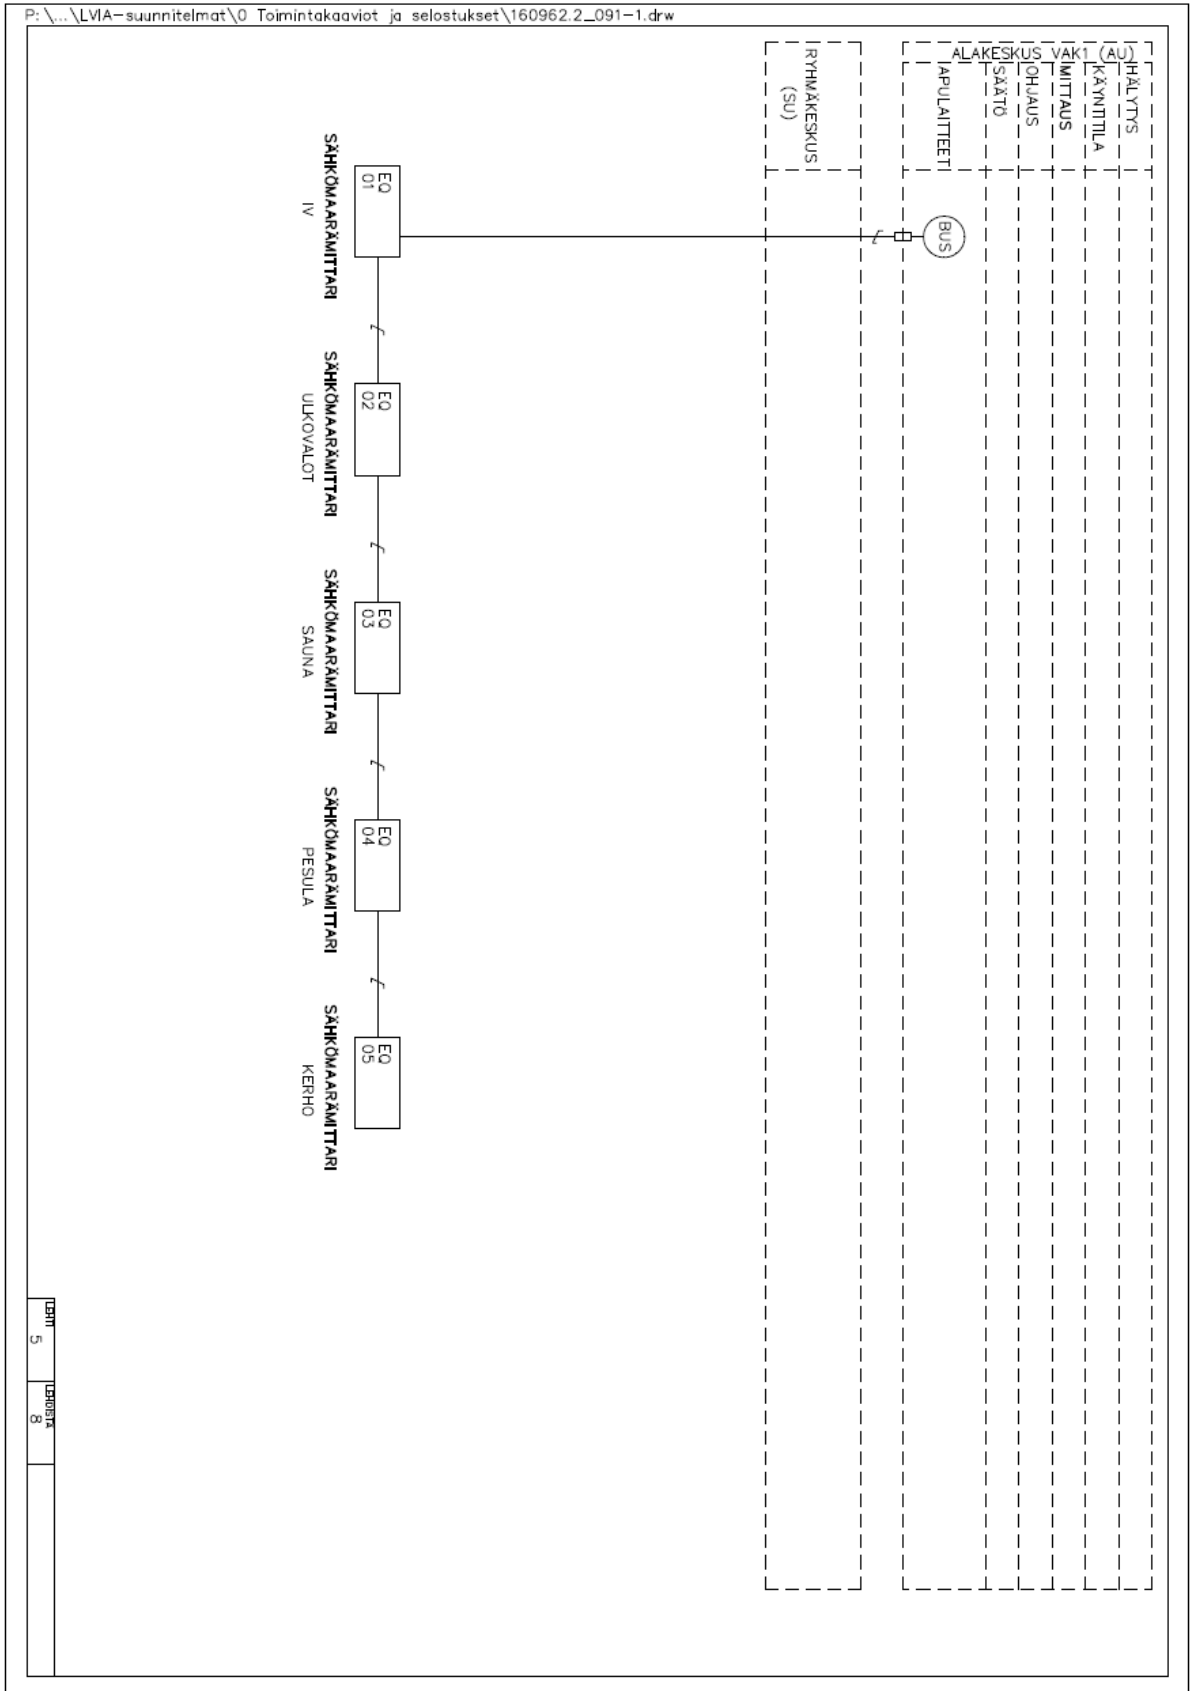 P:\...\LVIA-suunnitelmat\0 Toimintakaaviot ja selostukset\160962.2_091-1.drw
ALAKESKUS VAK1 (AU)
HÄLYTYS
KÄYNTITILA
MITTAUS
OHJAUS
SÄÄTÖ
APULAITTEET
BUS
RYHMÄKESKUS
(SU)
EQ
01
SÄHKÖMAARÄMITTARI
IV
EQ
02
SÄHKÖMAARÄMITTARI
ULKOVALOT
EQ
03
SÄHKÖMAARÄMITTARI
SAUNA
EQ
04
SÄHKÖMAARÄMITTARI
PESULA
EQ
05
SÄHKÖMAARÄMITTARI
KERHO
LEHTI
5
LEHDISTÄ
8